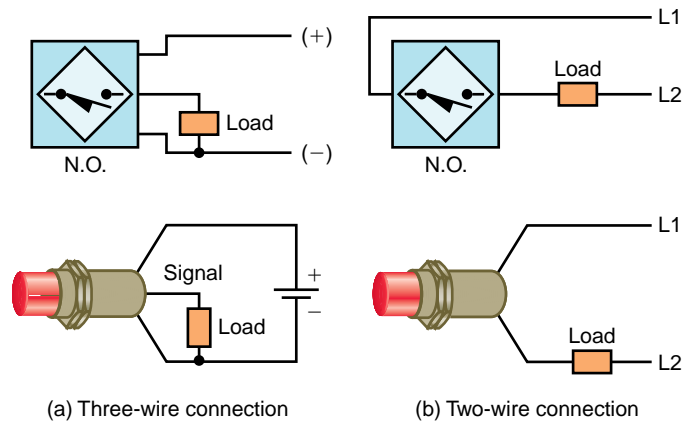 (+)
Load
(−)
N.O.
L1
Load
L2
N.O.
Signal
+
−
Load
L1
Load
L2
(a) Three-wire connection
(b) Two-wire connection